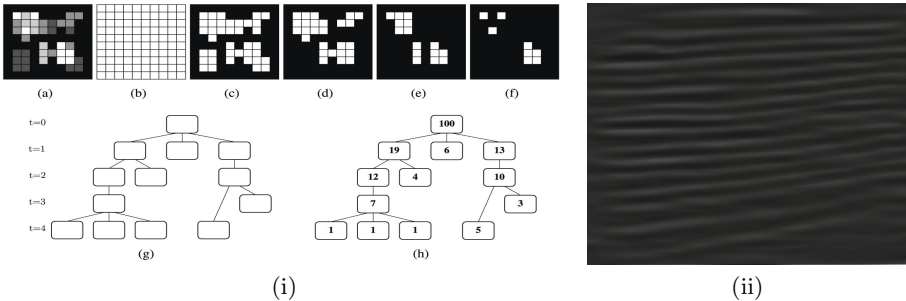 (a) (b) (c) (d) (e) (f)
t=0 100
t=1 19 6 13
t=2 12 4 10
t=3 7 3
t=4 1 1 1 5
(g) (h)
(i) (ii)